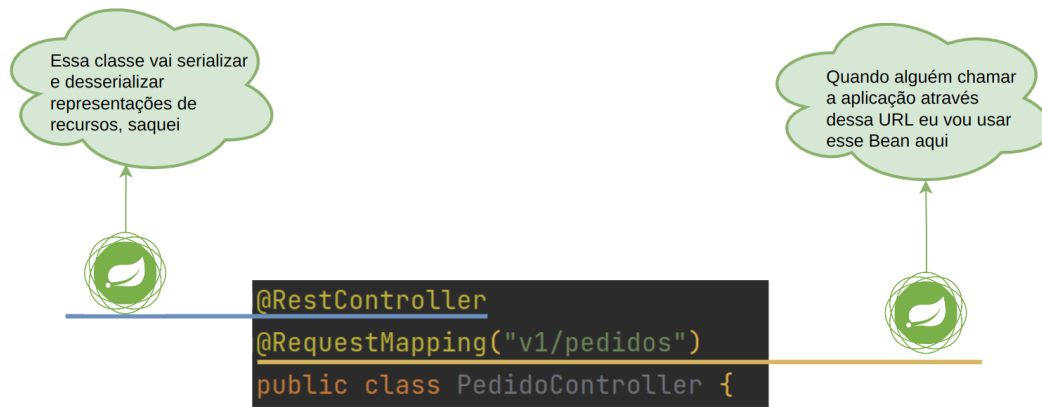 Essa classe vai serializar
e desserializar
representações de
recursos, saquei
Quando alguém chamar
a aplicação através
dessa URL eu vou usar
esse Bean aqui
@RestController
@RequestMapping("v1/pedidos")
public class PedidoController {